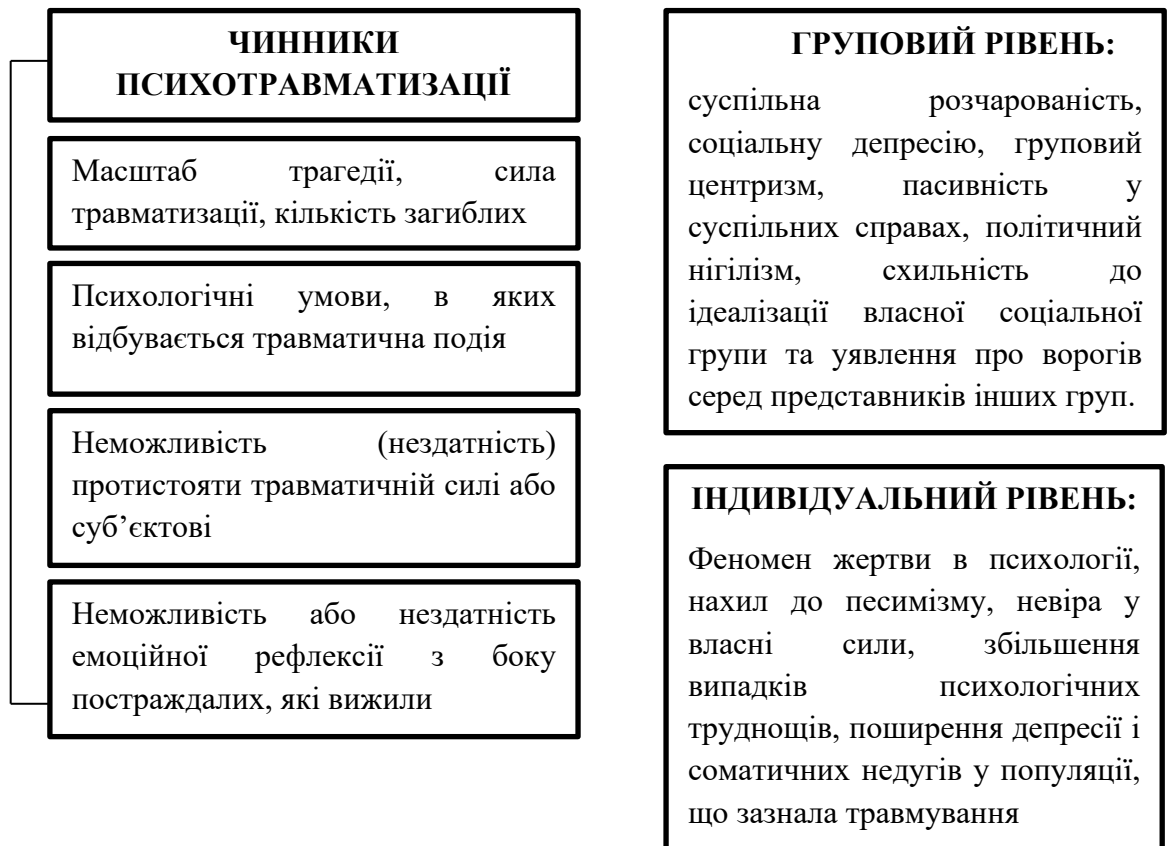 ЧИННИКИ
ПСИХОТРАВМАТИЗАЦІЇ
Масштаб трагедії, сила
травматизації, кількість загиблих
Психологічні умови, в яких
відбувається травматична подія
Неможливість (нездатність)
протистояти травматичній силі або
суб’єктові
Неможливість або нездатність
емоційної рефлексії з боку
постраждалих, які вижили
ГРУПОВИЙ РІВЕНЬ:
суспільна розчарованість,
соціальну депресію, груповий
центризм, пасивність у
суспільних справах, політичний
нігілізм, схильність до
ідеалізації власної соціальної
групи та уявлення про ворогів
серед представників інших груп.
ІНДИВІДУАЛЬНИЙ РІВЕНЬ:
Феномен жертви в психології,
нахил до песимізму, невіра у
власні сили, збільшення
випадків психологічних
труднощів, поширення депресії і
соматичних недугів у популяції,
що зазнала травмування